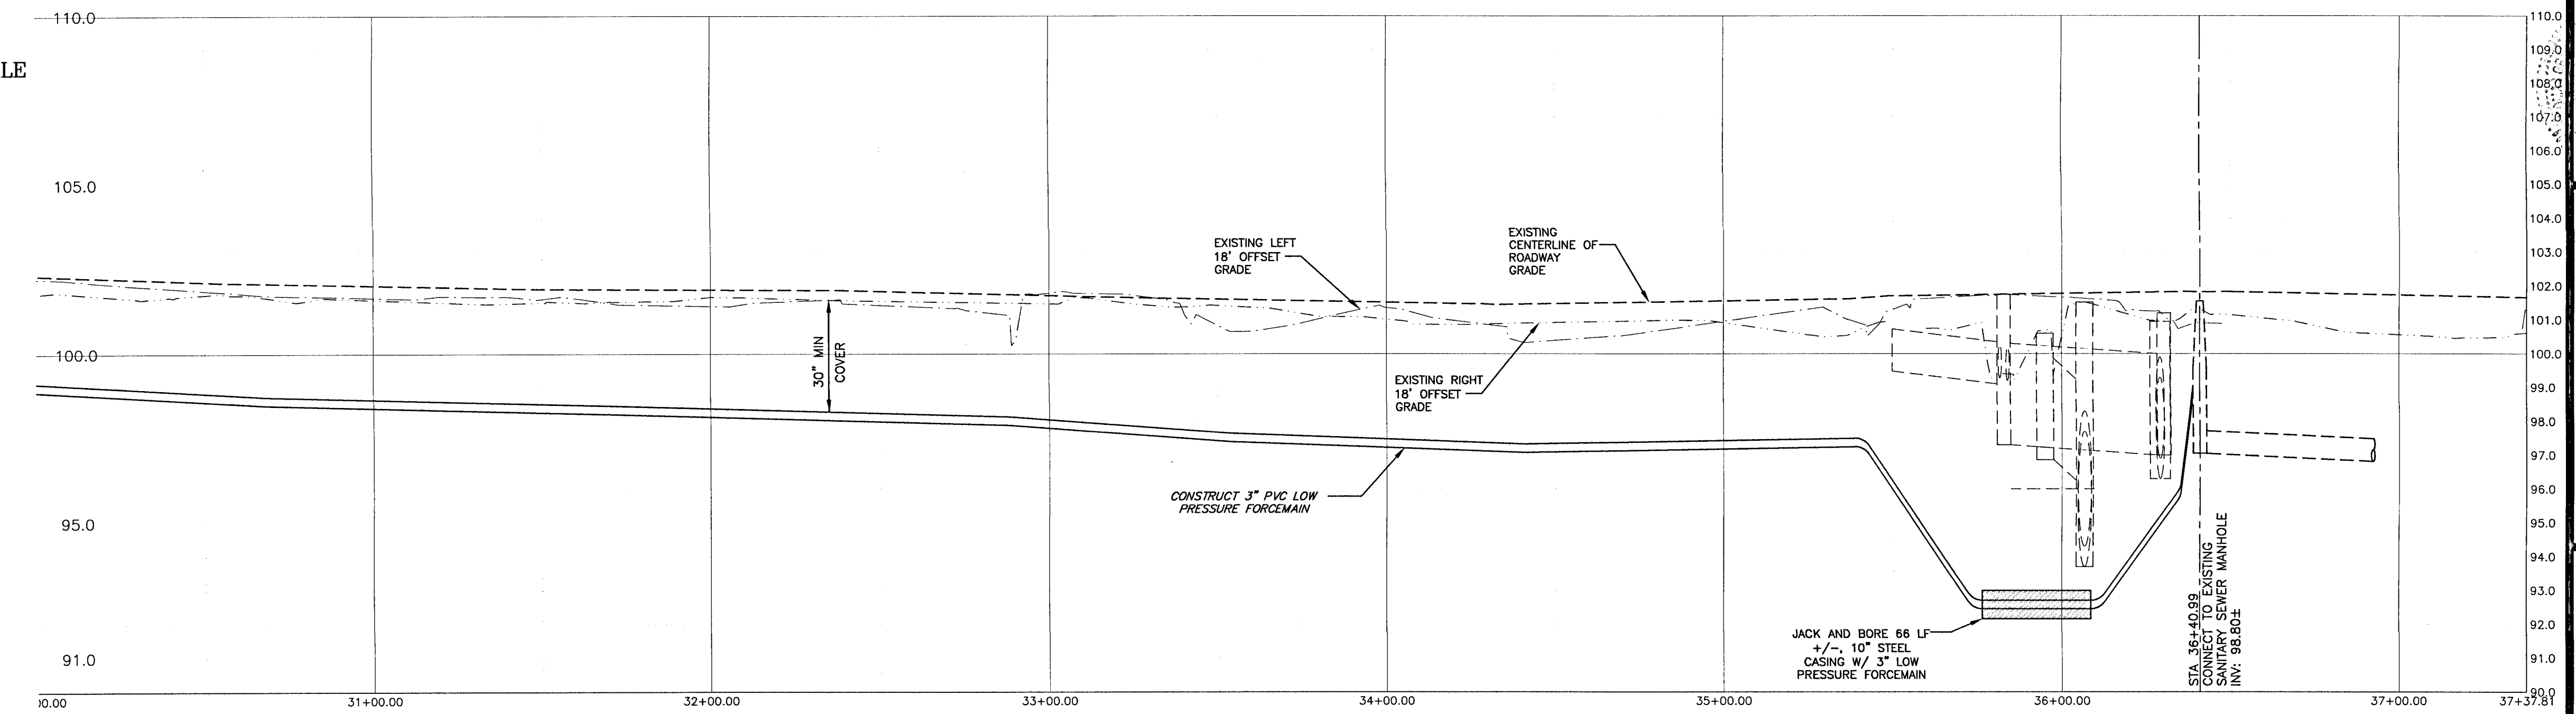 110.0
LE
105.0
100.0
95.0
91.0
30" MIN
COVER
EXISTING LEFT
18' OFFSET
GRADE
EXISTING
CENTERLINE OF
ROADWAY
GRADE
EXISTING RIGHT
18' OFFSET
GRADE
CONSTRUCT 3" PVC LOW
PRESSURE FORCEMAIN
JACK AND BORE 66 LF
+/-, 10" STEEL
CASING W/ 3" LOW
PRESSURE FORCEMAIN
STA 36+40.99
CONNECT TO EXISTING
SANITARY SEWER MANHOLE
INV: 98.80±
110.0
109.0
108.0
107.0
106.0
105.0
104.0
103.0
102.0
101.0
100.0
99.0
98.0
97.0
96.0
95.0
94.0
93.0
92.0
91.0
90.0
00.00
31+00.00
32+00.00
33+00.00
34+00.00
35+00.00
36+00.00
37+00.00
37+37.81